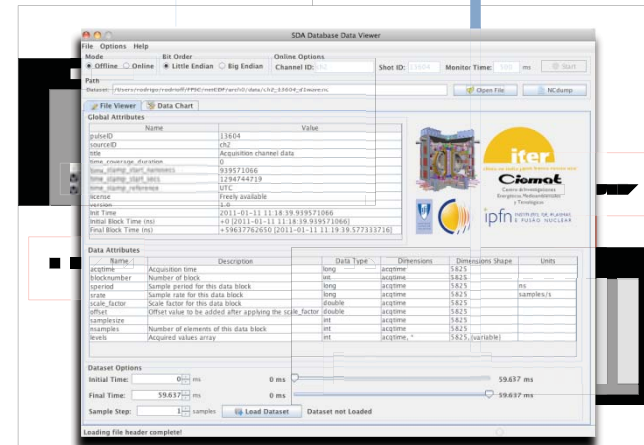 SDA Database Data Viewer
File Options Help
Mode Bit Order Online Options
Offline Online Little Endian Big Endian Channel ID: ch2 Shot ID: 13604 Monitor Time: 500 ms Start
Path
Dataset: Open File NCdump
File Viewer Data Chart
Global Attributes
Name Value
pulseID 13604
sourceID ch2
title Acquisition channel data
time_coverage_duration 0
time_stamp_start_nanosecs 939571066
time_stamp_start_secs 1294744719
time_stamp_reference UTC
license Freely available
version 1.0
Init Time 2011-01-11 11:18:39.939571066
Initial Block Time (ns) +0 [2011-01-11 11:18:39.939571066]
Final Block Time (ns) +59637762650 [2011-01-11 11:19:39.577333716]
iter
Ciemat
Centro de Investigaciones
Energéticas, Medioambientales
y Tecnológicas
ipfn INSTITUTO DE PLASMAS
E FUSÃO NUCLEAR
Data Attributes
Name Description Data Type Dimensions Dimensions Shape Units
acqtime Acquisition time long acqtime 5825
blocknumber Number of block int acqtime 5825
speriod Sample period for this data block long acqtime 5825 ns
srate Sample rate for this data block long acqtime 5825 samples/s
scale_factor Scale factor for this data block double acqtime 5825
offset Offset value to be added after applying the scale_factor double acqtime 5825
samplesize int acqtime 5825
nsamples Number of elements of this data block int acqtime 5825
levels Acquired values array int acqtime, * 5825, (variable)
Dataset Options
Initial Time: 0 ms 0 ms 59.637 ms
Final Time: 59.637 ms 0 ms 59.637 ms
Sample Step: 1 samples Load Dataset Dataset not Loaded
Loading file header complete!